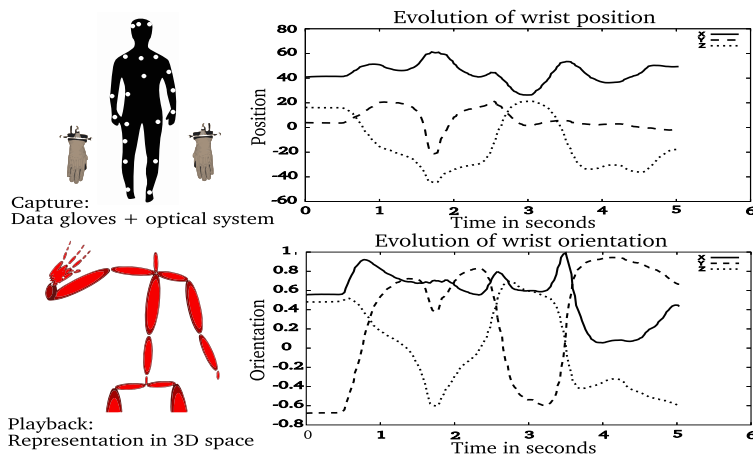 Evolution of wrist position
80
60
40
20
0
-20
-40
-60
Position
X
Y
Z
0 1 2 3 4 5 6
Time in seconds
Capture:
Data gloves + optical system
Evolution of wrist orientation
1.
0.8
0.6
0.4
0.2
0
-0.2
-0.4
-0.6
-0.8
Orientation
X
Y
Z
0 1 2 3 4 5 6
Time in seconds
Playback:
Representation in 3D space